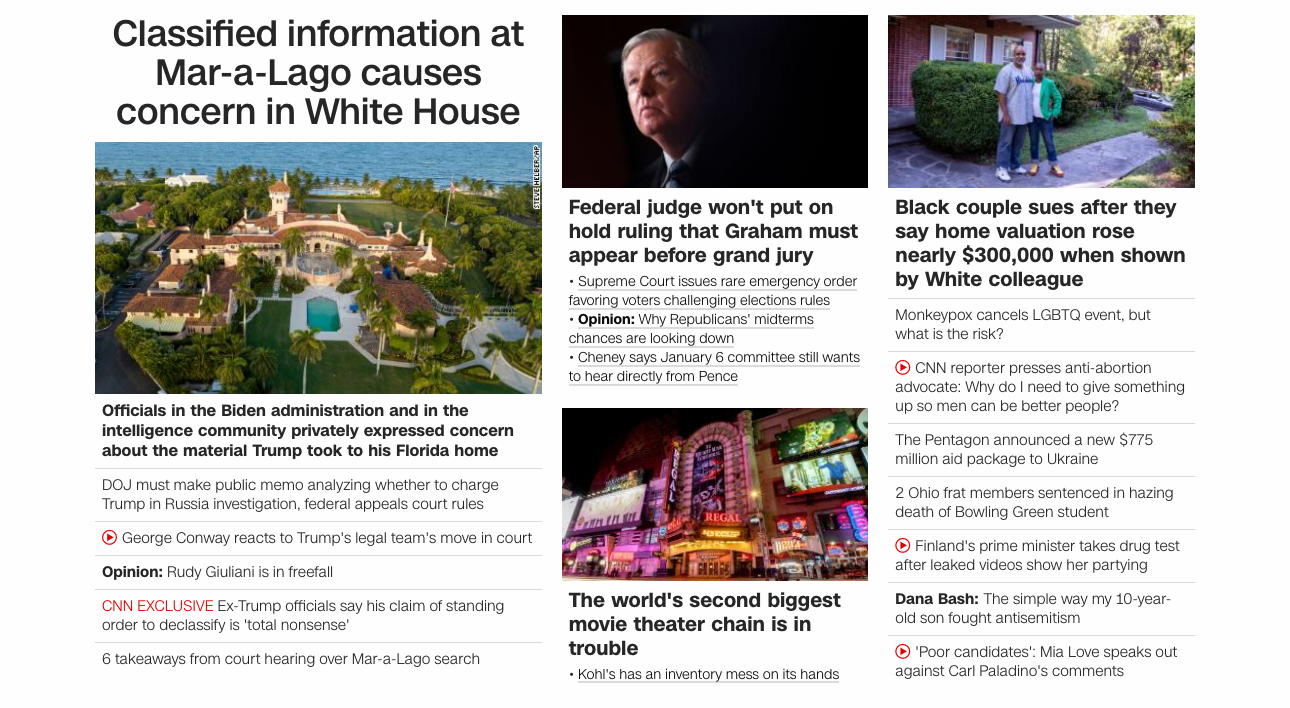 Classified information at
Mar-a-Lago causes
concern in White House
STEVE HELBER/AP
Officials in the Biden administration and in the
intelligence community privately expressed concern
about the material Trump took to his Florida home
DOJ must make public memo analyzing whether to charge
Trump in Russia investigation, federal appeals court rules
George Conway reacts to Trump's legal team's move in court
Opinion: Rudy Giuliani is in freefall
CNN EXCLUSIVE Ex-Trump officials say his claim of standing
order to declassify is 'total nonsense'
6 takeaways from court hearing over Mar-a-Lago search
Federal judge won't put on
hold ruling that Graham must
appear before grand jury
• Supreme Court issues rare emergency order
favoring voters challenging elections rules
• Opinion: Why Republicans' midterms
chances are looking down
• Cheney says January 6 committee still wants
to hear directly from Pence
REGAL
REGAL
The world's second biggest
movie theater chain is in
trouble
• Kohl's has an inventory mess on its hands
Black couple sues after they
say home valuation rose
nearly $300,000 when shown
by White colleague
Monkeypox cancels LGBTQ event, but
what is the risk?
CNN reporter presses anti-abortion
advocate: Why do I need to give something
up so men can be better people?
The Pentagon announced a new $775
million aid package to Ukraine
2 Ohio frat members sentenced in hazing
death of Bowling Green student
Finland's prime minister takes drug test
after leaked videos show her partying
Dana Bash: The simple way my 10-year-
old son fought antisemitism
'Poor candidates': Mia Love speaks out
against Carl Paladino's comments